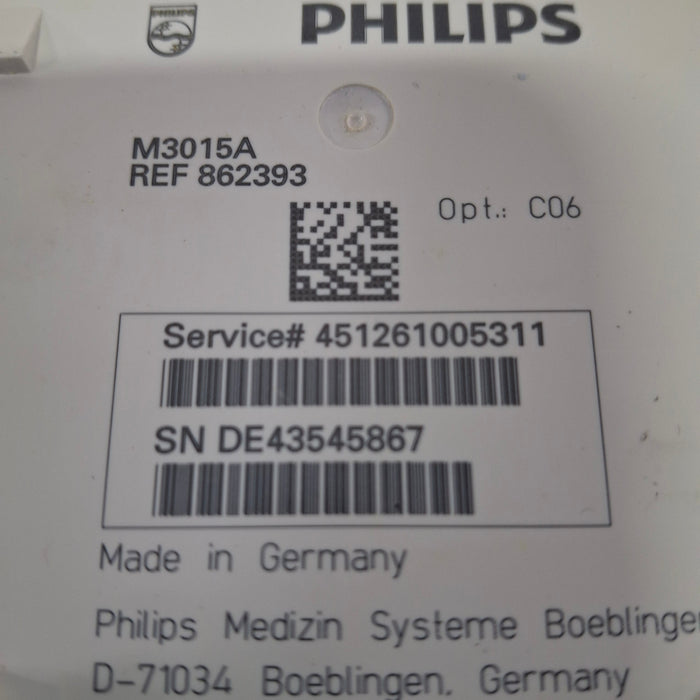 PHILIPS
PHILIPS
M3015A
REF 862393
Opt.: C06
Service# 451261005311
SN DE43545867
Made in Germany
Philips Medizin Systeme
D-71034 Boeblingen, Germany